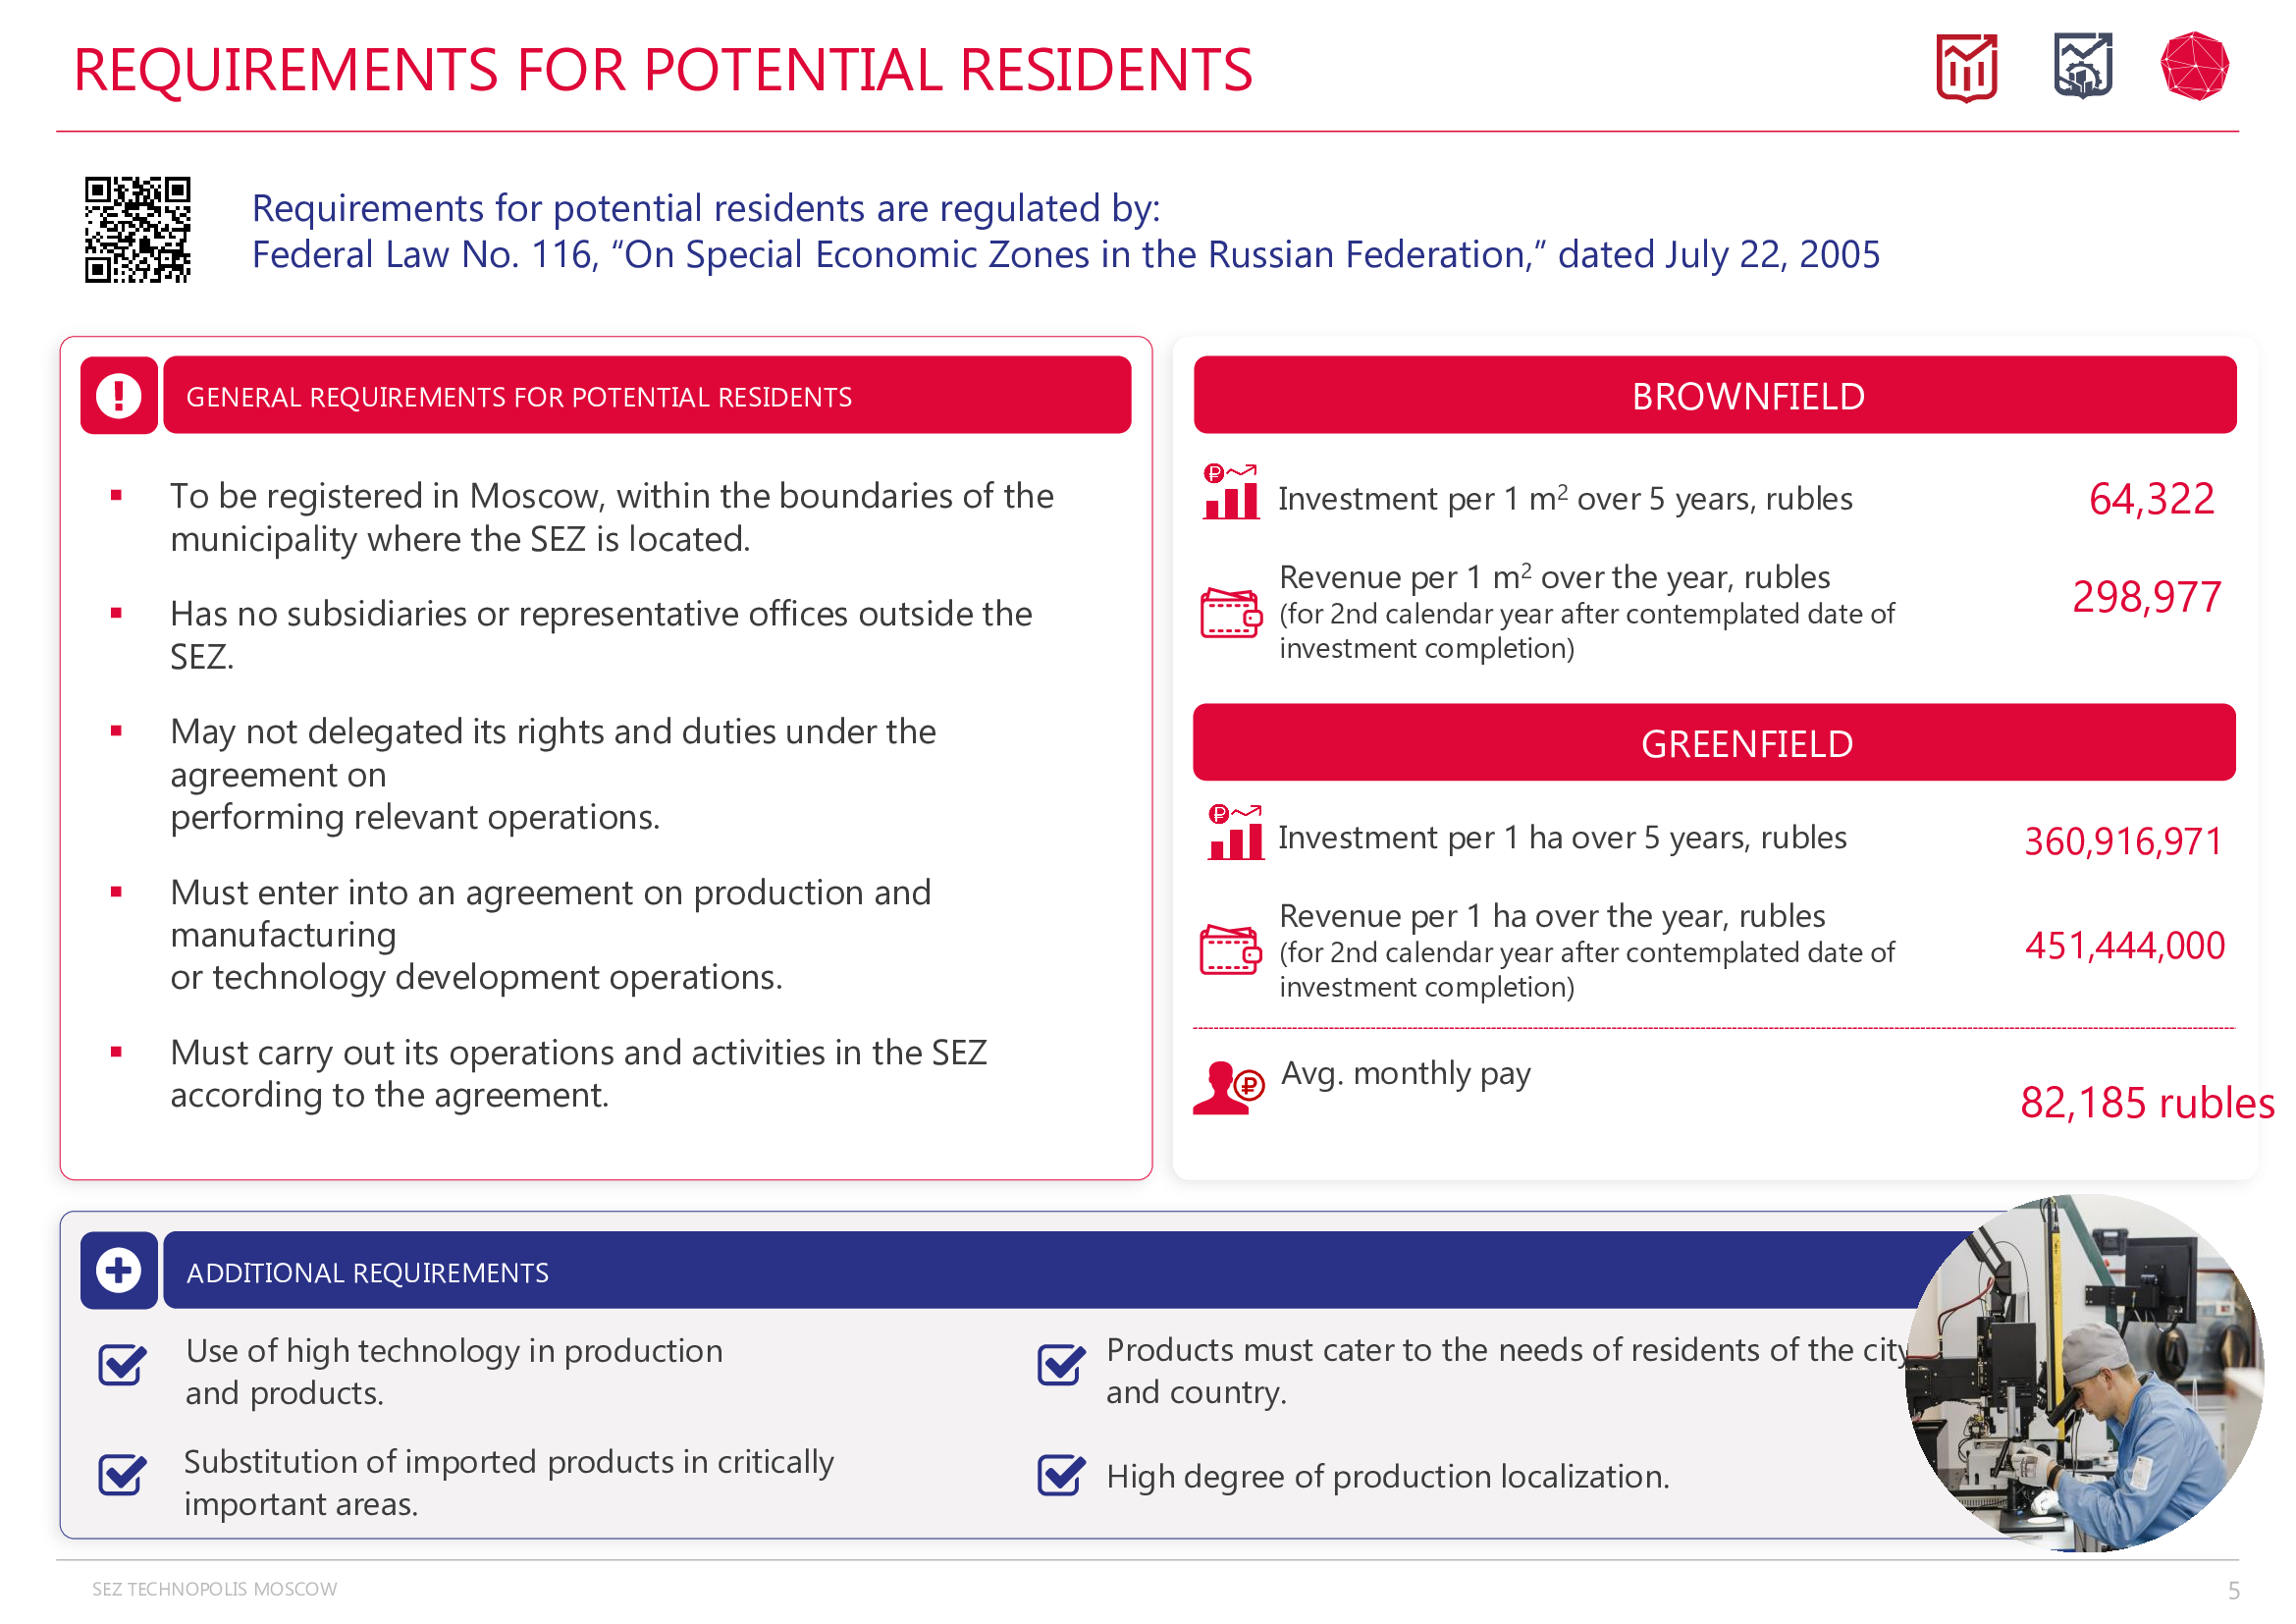 REQUIREMENTS FOR POTENTIAL RESIDENTS
Requirements for potential residents are regulated by:
Federal Law No. 116, “On Special Economic Zones in the Russian Federation,” dated July 22, 2005
GENERAL REQUIREMENTS FOR POTENTIAL RESIDENTS
▪ To be registered in Moscow, within the boundaries of the
municipality where the SEZ is located.
▪ Has no subsidiaries or representative offices outside the
SEZ.
▪ May not delegated its rights and duties under the
agreement on
performing relevant operations.
▪ Must enter into an agreement on production and
manufacturing
or technology development operations.
▪ Must carry out its operations and activities in the SEZ
according to the agreement.
BROWNFIELD
Investment per 1 m² over 5 years, rubles 64,322
Revenue per 1 m² over the year, rubles
(for 2nd calendar year after contemplated date of
investment completion)
298,977
GREENFIELD
Investment per 1 ha over 5 years, rubles 360,916,971
Revenue per 1 ha over the year, rubles
(for 2nd calendar year after contemplated date of
investment completion)
451,444,000
Avg. monthly pay
82,185 rubles
ADDITIONAL REQUIREMENTS
Use of high technology in production
and products.
Substitution of imported products in critically
important areas.
Products must cater to the needs of residents of the city
and country.
High degree of production localization.
SEZ TECHNOPOLIS MOSCOW
5